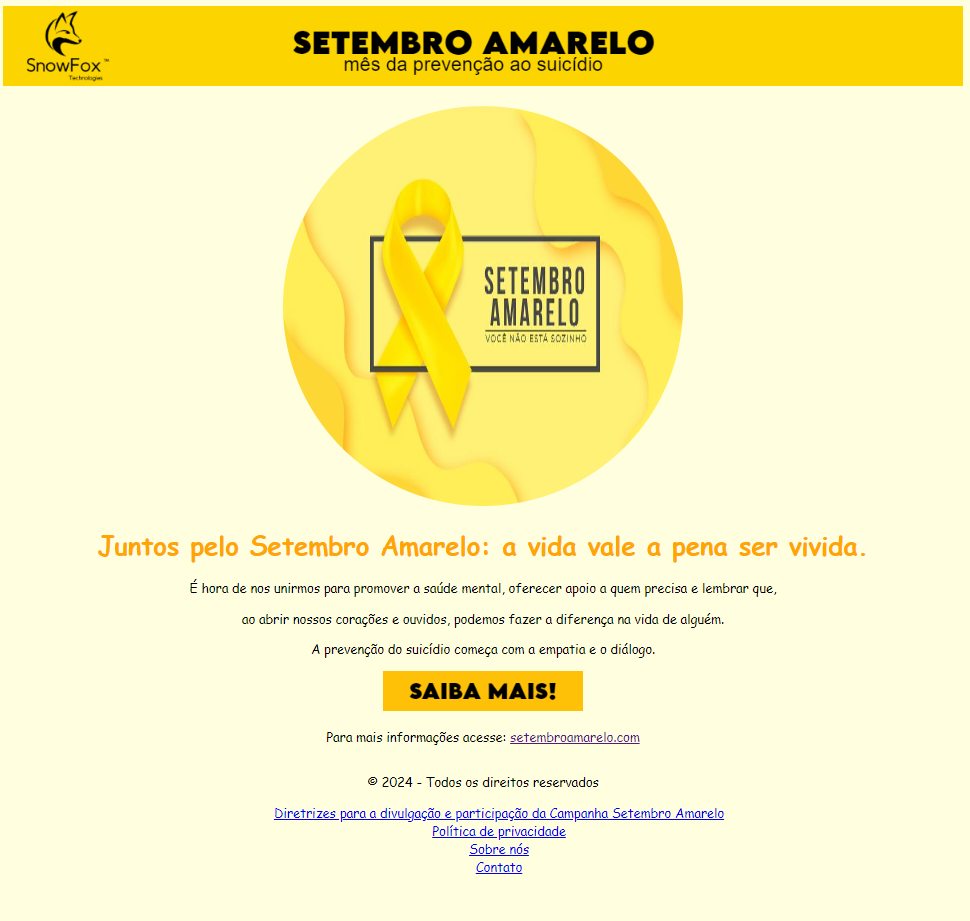 SnowFox™
Technologies
SETEMBRO AMARELO
mês da prevenção ao suicídio
SETEMBRO
AMARELO
VOCÊ NÃO ESTÁ SOZINHO
Juntos pelo Setembro Amarelo: a vida vale a pena ser vivida.
É hora de nos unirmos para promover a saúde mental, oferecer apoio a quem precisa e lembrar que,
ao abrir nossos corações e ouvidos, podemos fazer a diferença na vida de alguém.
A prevenção do suicídio começa com a empatia e o diálogo.
SAIBA MAIS!
Para mais informações acesse: setembroamarelo.com
© 2024 - Todos os direitos reservados
Diretrizes para a divulgação e participação da Campanha Setembro Amarelo
Política de privacidade
Sobre nós
Contato